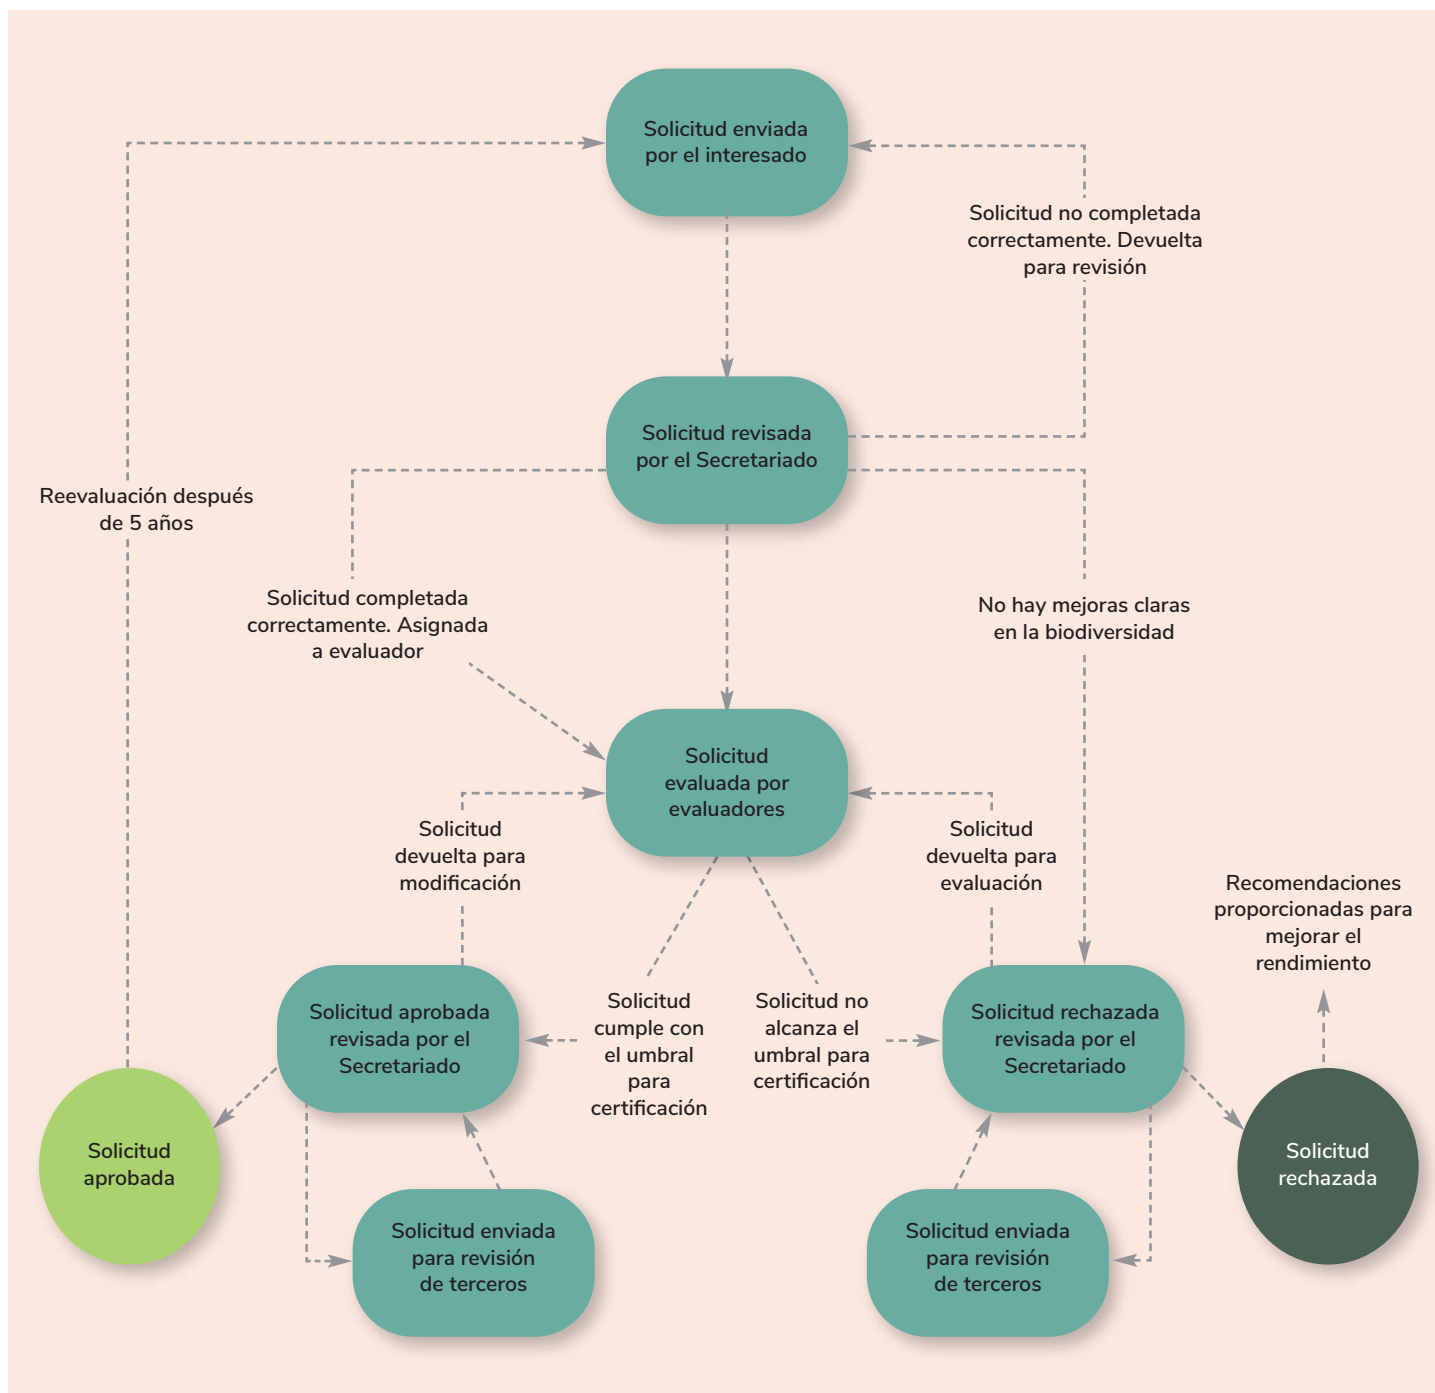 Solicitud enviada
por el interesado
Solicitud no completada
correctamente. Devuelta
para revisión
Solicitud revisada
por el Secretariado
Reevaluación después
de 5 años
Solicitud completada
correctamente. Asignada
a evaluador
No hay mejoras claras
en la biodiversidad
Solicitud
evaluada por
evaluadores
Solicitud
devuelta para
modificación
Solicitud
devuelta para
evaluación
Recomendaciones
proporcionadas para
mejorar el
rendimiento
Solicitud aprobada
revisada por el
Secretariado
Solicitud
cumple con
el umbral
para
certificación
Solicitud no
alcanza el
umbral para
certificación
Solicitud rechazada
revisada por el
Secretariado
Solicitud
aprobada
Solicitud
rechazada
Solicitud enviada
para revisión
de terceros
Solicitud enviada
para revisión
de terceros